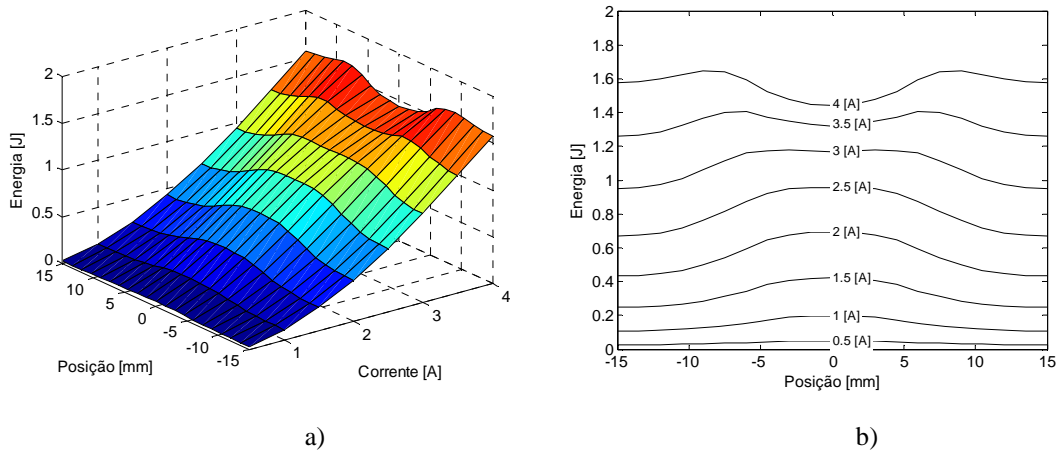 2
1.5
1
0.5
0
Energia [J]
15
10
5
0
-5
-10
-15
Posição [mm]
1
2
3
4
Corrente [A]
a)
2
1.8
1.6
1.4
1.2
1
0.8
0.6
0.4
0.2
0
Energia [J]
4 [A]
3.5 [A]
3 [A]
2.5 [A]
2 [A]
1.5 [A]
1 [A]
0.5 [A]
-15
-10
-5
0
5
10
15
Posição [mm]
b)